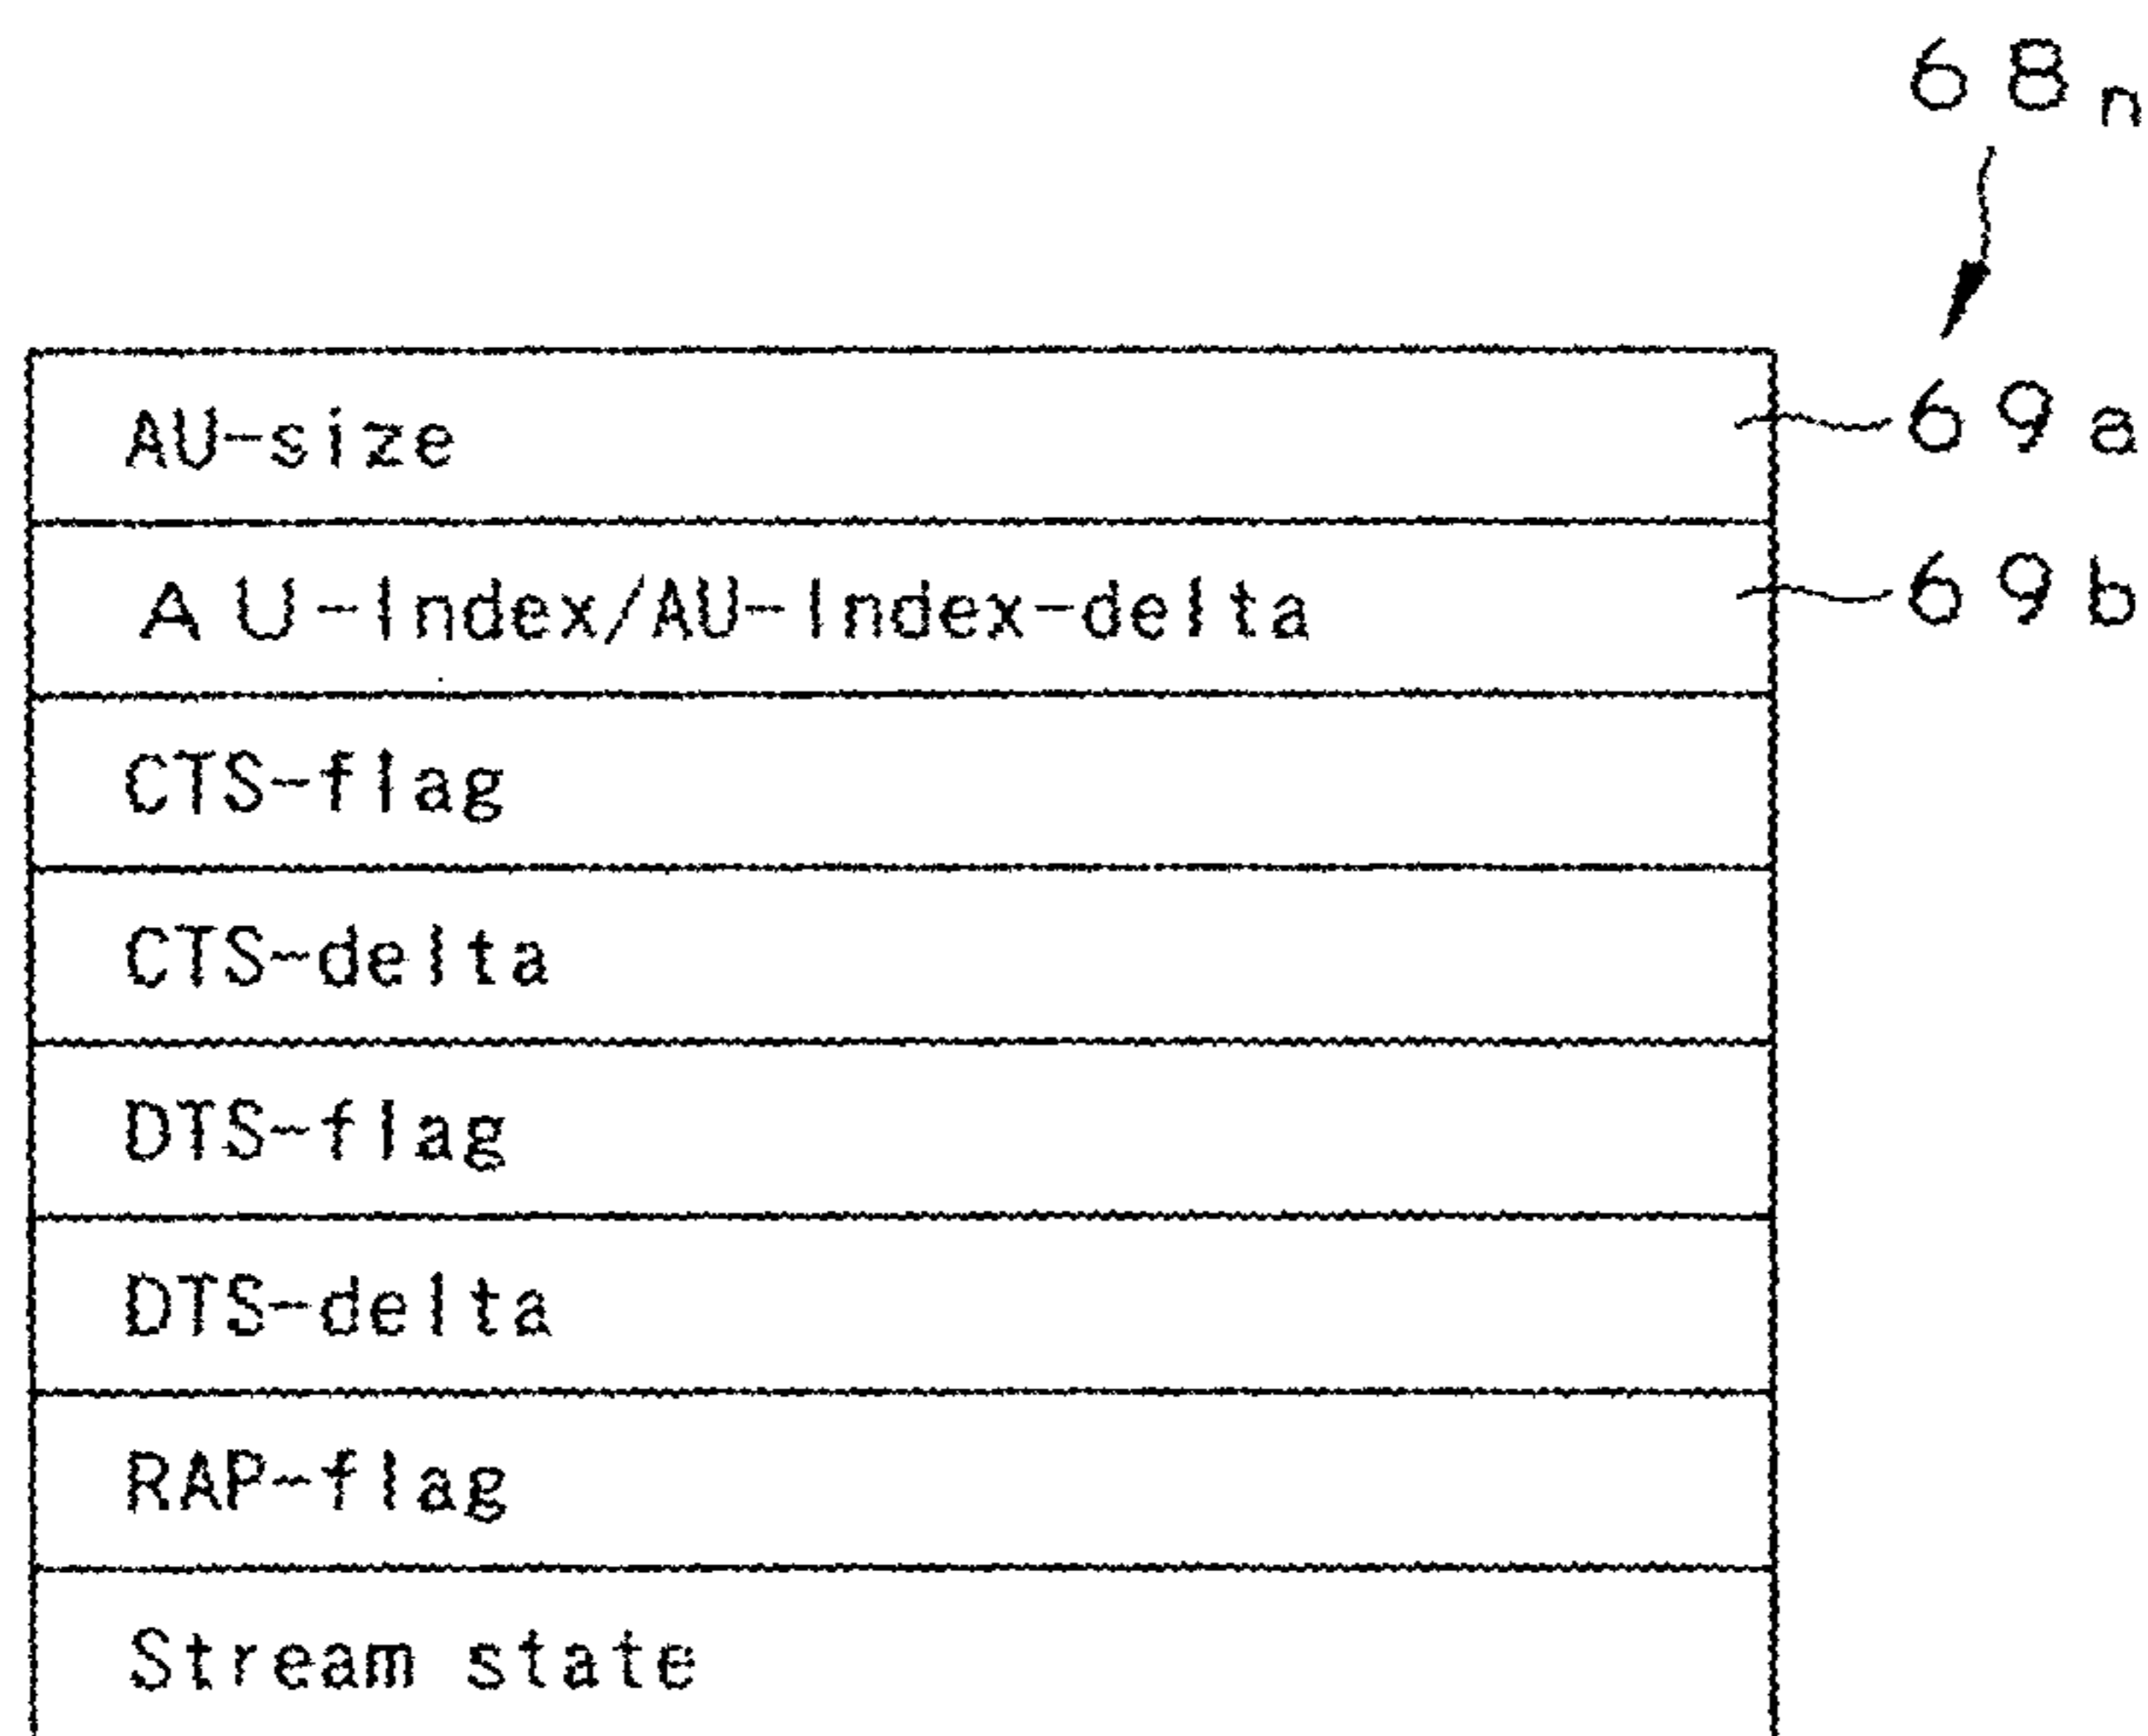 68n
AU-size 69a
AU-Index/AU-Index-delta 69b
CTS-flag
CTS-delta
DTS-flag
DTS-delta
RAP-flag
Stream state